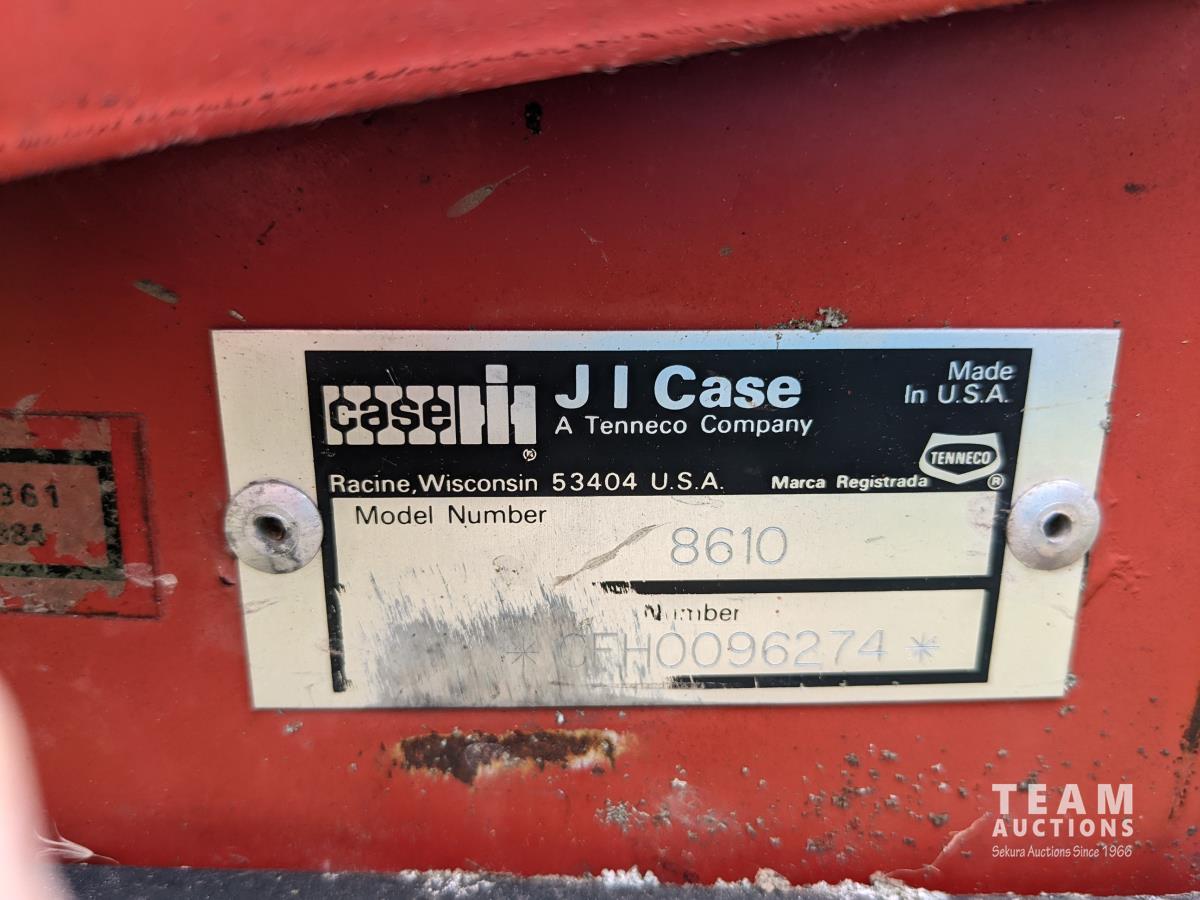 case IH
®
J I Case
A Tenneco Company
Made
In U.S.A.
TENNECO
®
Racine, Wisconsin 53404 U.S.A.
Marca Registrada
Model Number
8610
Number
*CFH0096274*
361
884
TEAM
AUCTIONS
Sekura Auctions Since 1966